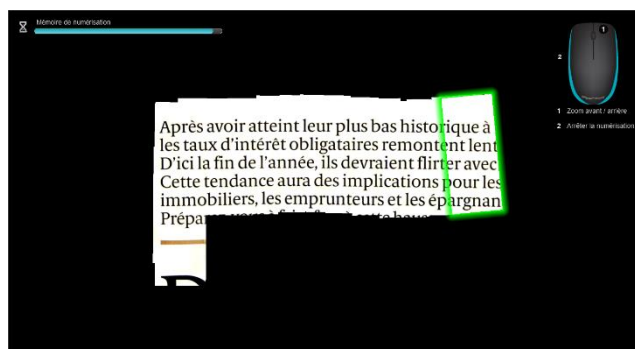 Mémoire de numérisation
1
2
1 Zoom avant / arrière
2 Arrêter la numérisation
Après avoir atteint leur plus bas historique à
les taux d'intérêt obligataires remontent lent
D'ici la fin de l'année, ils devraient flirter avec
Cette tendance aura des implications pour les
immobiliers, les emprunteurs et les épargnan